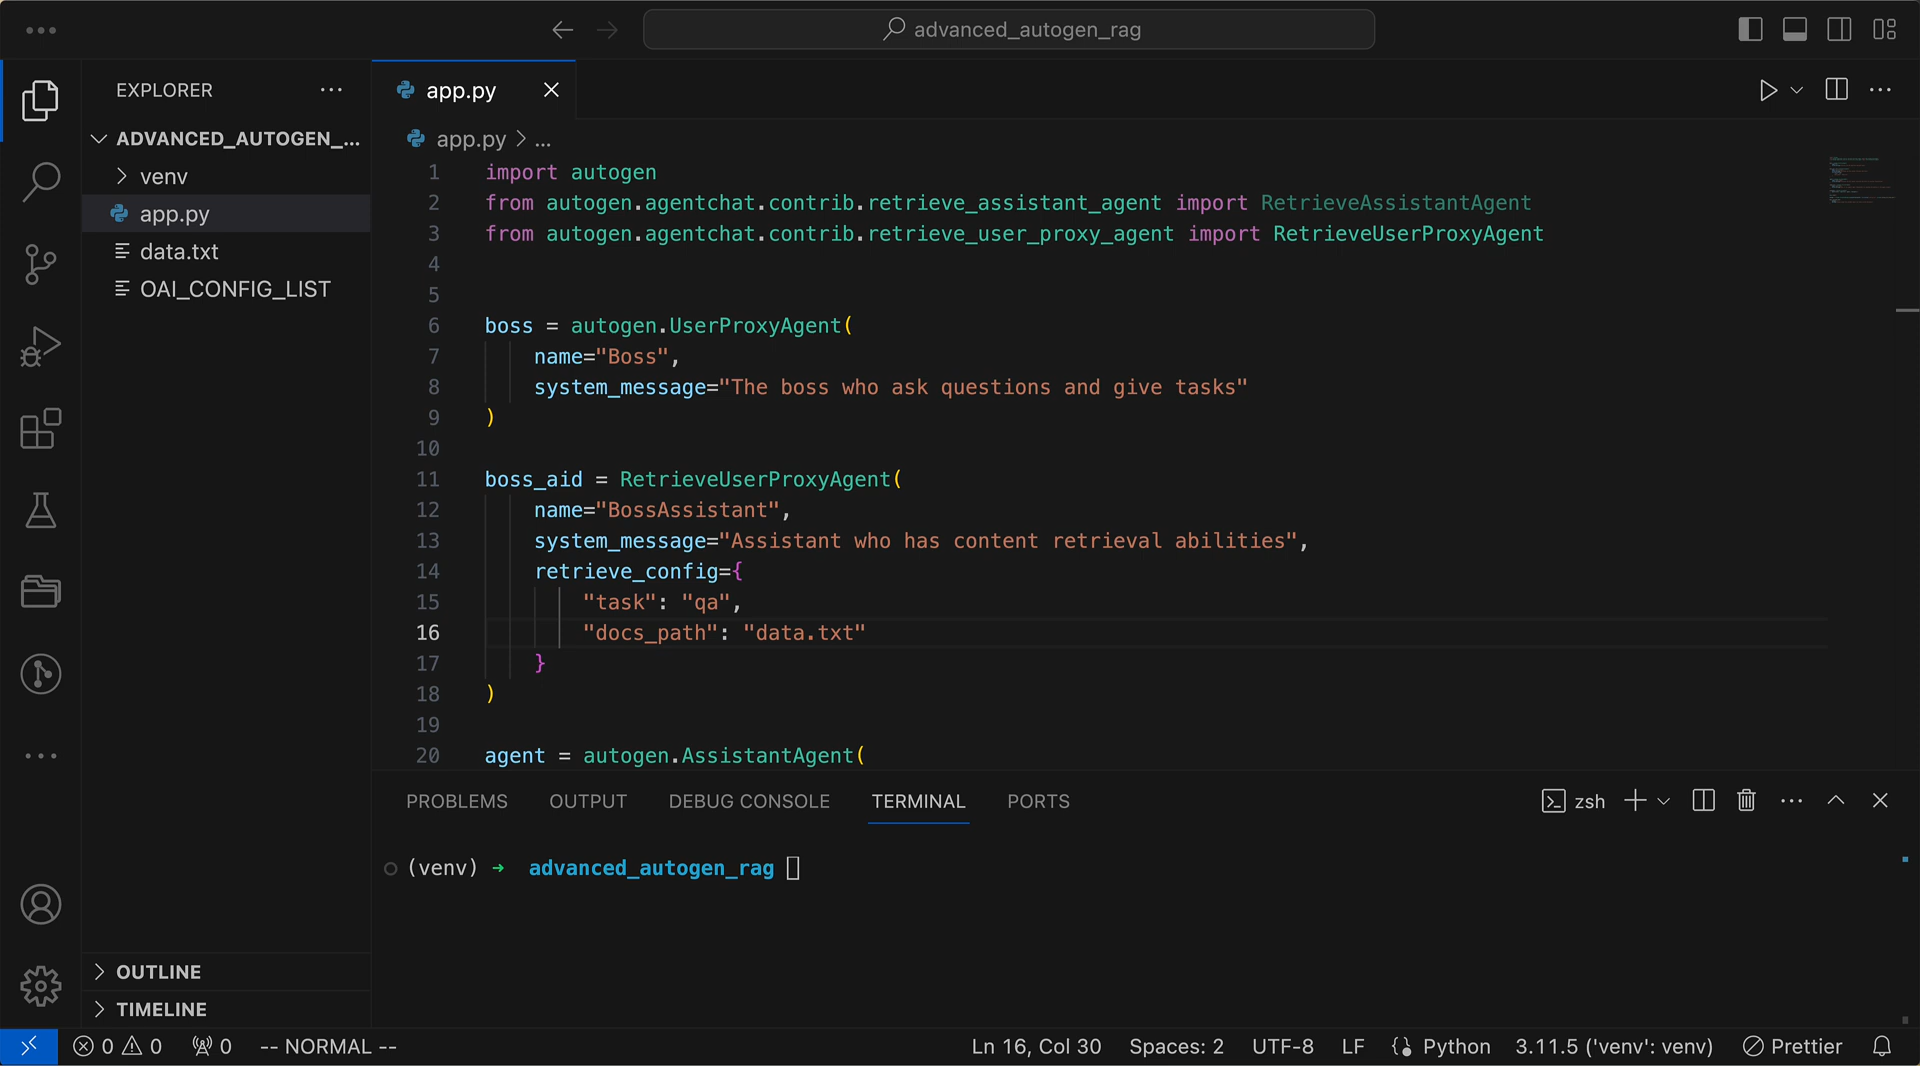 advanced_autogen_rag
EXPLORER
app.py
ADVANCED_AUTOGEN_...
venv
app.py
data.txt
OAI_CONFIG_LIST
app.py > ...
1 import autogen
2 from autogen.agentchat.contrib.retrieve_assistant_agent import RetrieveAssistantAgent
3 from autogen.agentchat.contrib.retrieve_user_proxy_agent import RetrieveUserProxyAgent
4
5
6 boss = autogen.UserProxyAgent(
7     name="Boss",
8     system_message="The boss who ask questions and give tasks"
9 )
10
11 boss_aid = RetrieveUserProxyAgent(
12     name="BossAssistant",
13     system_message="Assistant who has content retrieval abilities",
14     retrieve_config={
15         "task": "qa",
16         "docs_path": "data.txt"
17     }
18 )
19
20 agent = autogen.AssistantAgent(
PROBLEMS OUTPUT DEBUG CONSOLE TERMINAL PORTS zsh
(venv) → advanced_autogen_rag
OUTLINE
TIMELINE
0 0 0 -- NORMAL -- Ln 16, Col 30 Spaces: 2 UTF-8 LF Python 3.11.5 ('venv': venv) Prettier